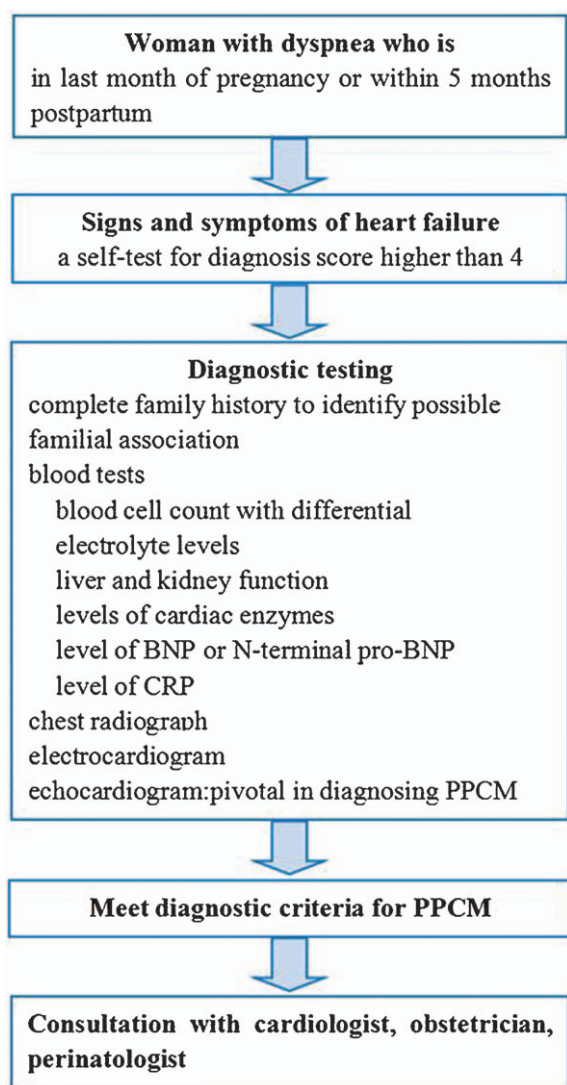 Woman with dyspnea who is
in last month of pregnancy or within 5 months
postpartum
Signs and symptoms of heart failure
a self-test for diagnosis score higher than 4
Diagnostic testing
complete family history to identify possible
familial association
blood tests
blood cell count with differential
electrolyte levels
liver and kidney function
levels of cardiac enzymes
level of BNP or N-terminal pro-BNP
level of CRP
chest radiograph
electrocardiogram
echocardiogram:pivotal in diagnosing PPCM
Meet diagnostic criteria for PPCM
Consultation with cardiologist, obstetrician,
perinatologist